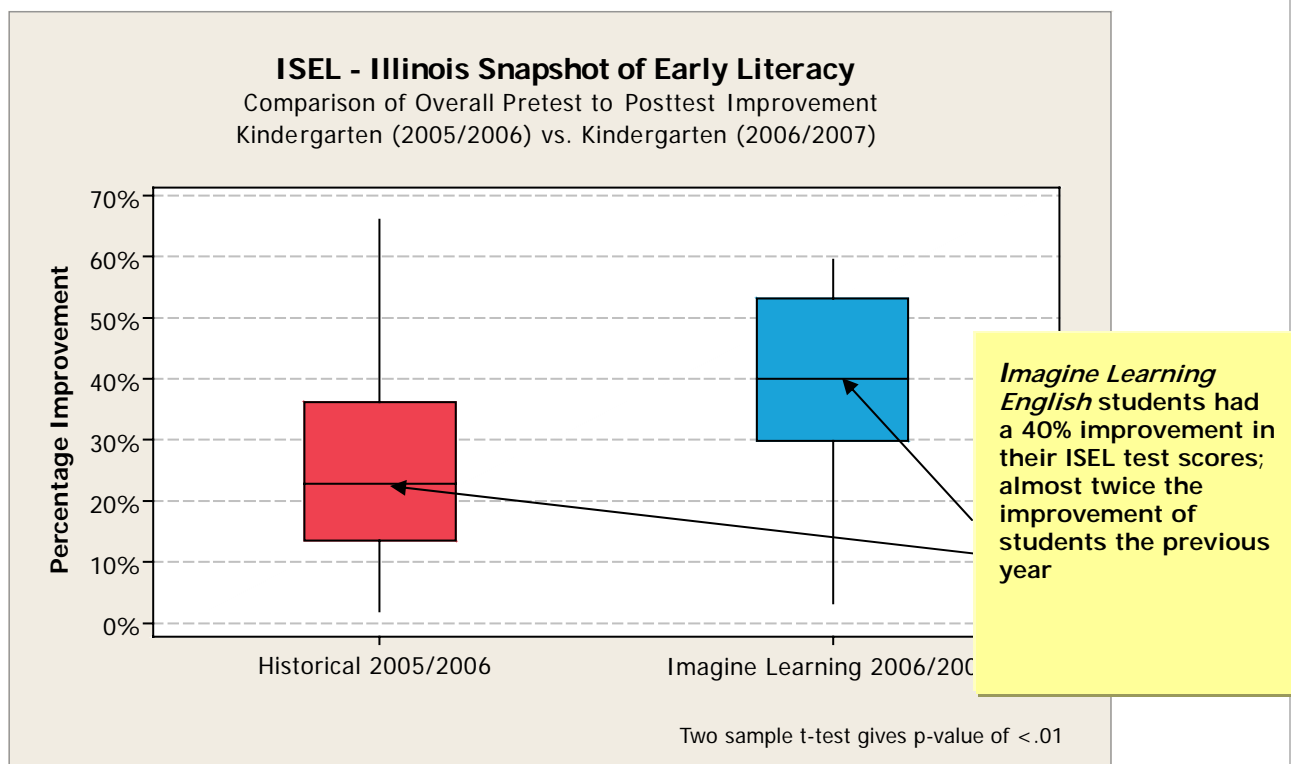 ISEL - Illinois Snapshot of Early Literacy
Comparison of Overall Pretest to Posttest Improvement
Kindergarten (2005/2006) vs. Kindergarten (2006/2007)
Percentage Improvement
70%
60%
50%
40%
30%
20%
10%
0%
Historical 2005/2006
Imagine Learning 2006/200
Imagine Learning
English students had
a 40% improvement in
their ISEL test scores;
almost twice the
improvement of
students the previous
year
Two sample t-test gives p-value of <.01